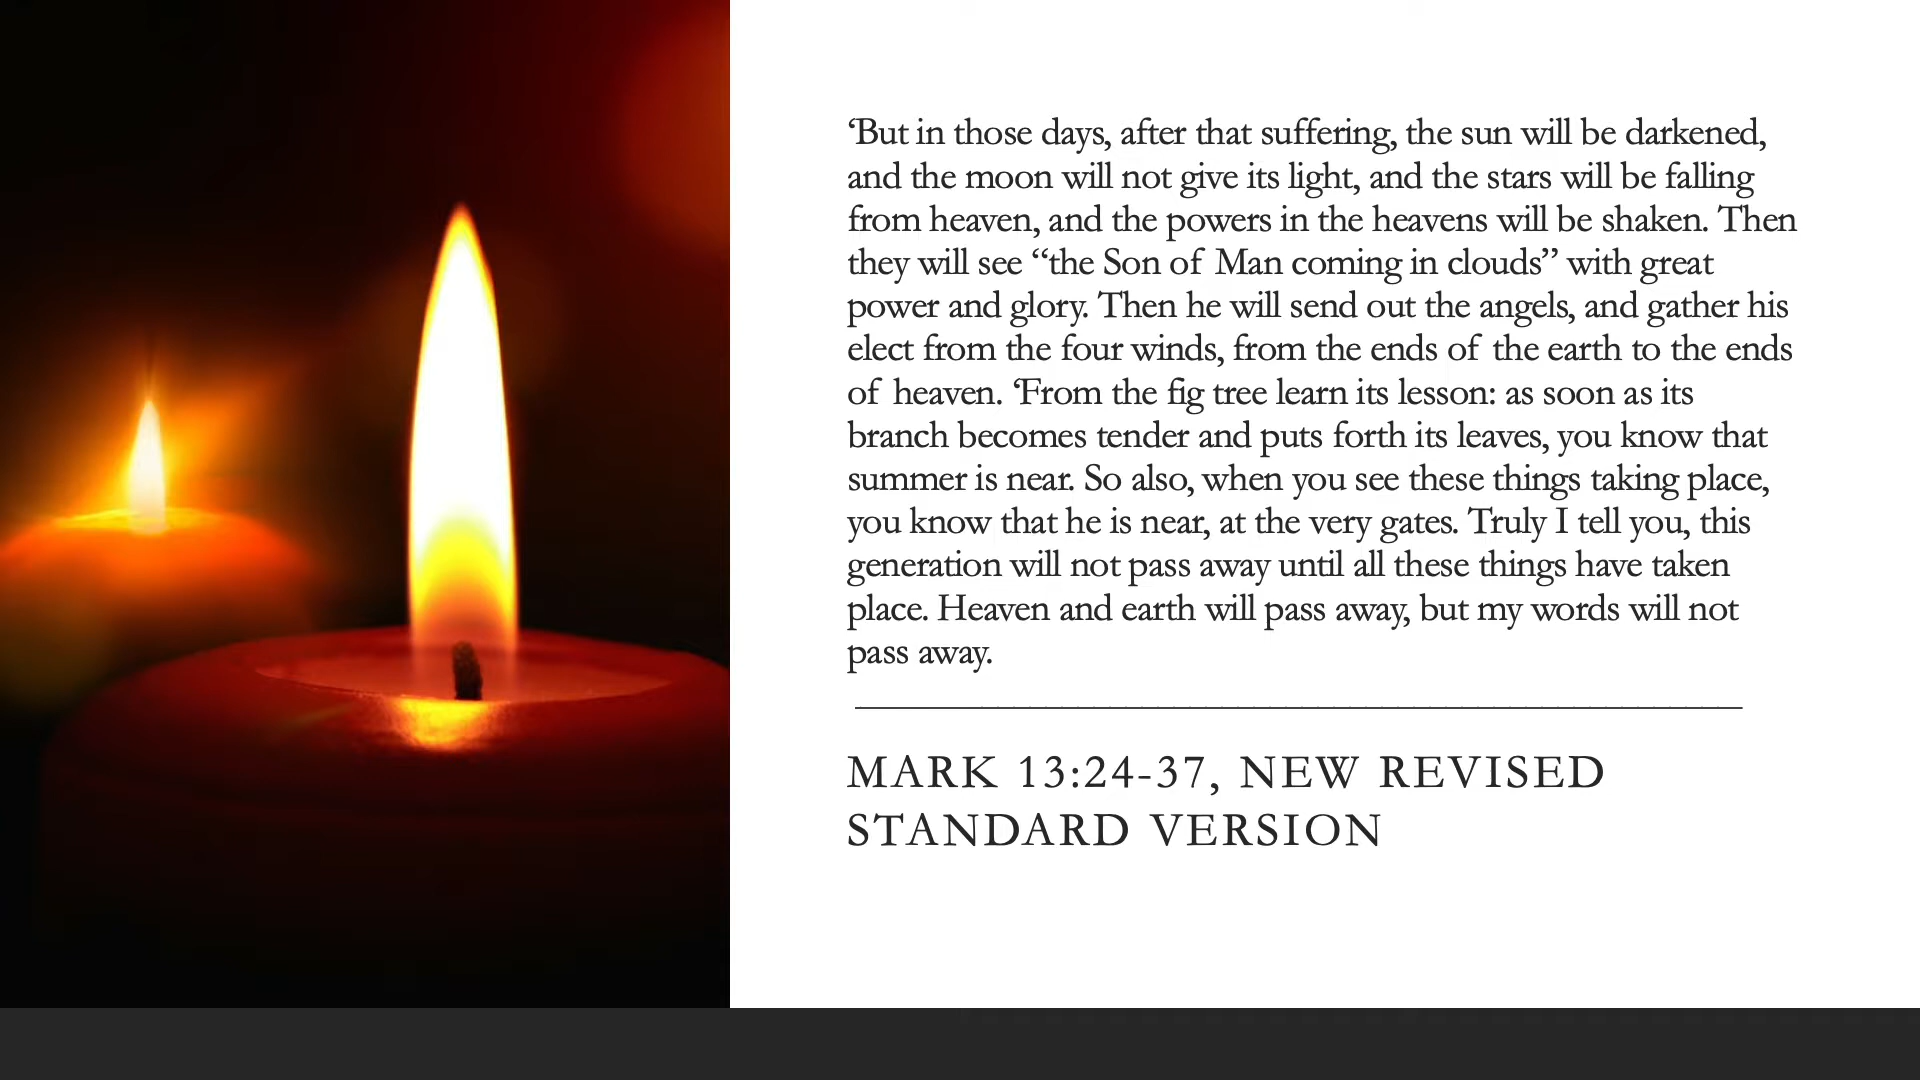 ‘But in those days, after that suffering, the sun will be darkened,
and the moon will not give its light, and the stars will be falling
from heaven, and the powers in the heavens will be shaken. Then
they will see “the Son of Man coming in clouds” with great
power and glory. Then he will send out the angels, and gather his
elect from the four winds, from the ends of the earth to the ends
of heaven. ‘From the fig tree learn its lesson: as soon as its
branch becomes tender and puts forth its leaves, you know that
summer is near. So also, when you see these things taking place,
you know that he is near, at the very gates. Truly I tell you, this
generation will not pass away until all these things have taken
place. Heaven and earth will pass away, but my words will not
pass away.
MARK 13:24-37, NEW REVISED
STANDARD VERSION